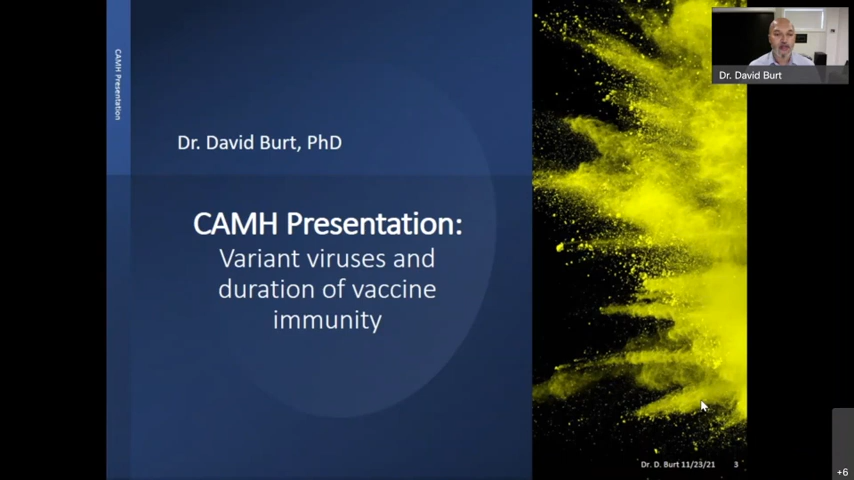 CAMH Presentation
Dr. David Burt, PhD
CAMH Presentation:
Variant viruses and
duration of vaccine
immunity
Dr. David Burt
Dr. D. Burt 11/23/21 3
+6